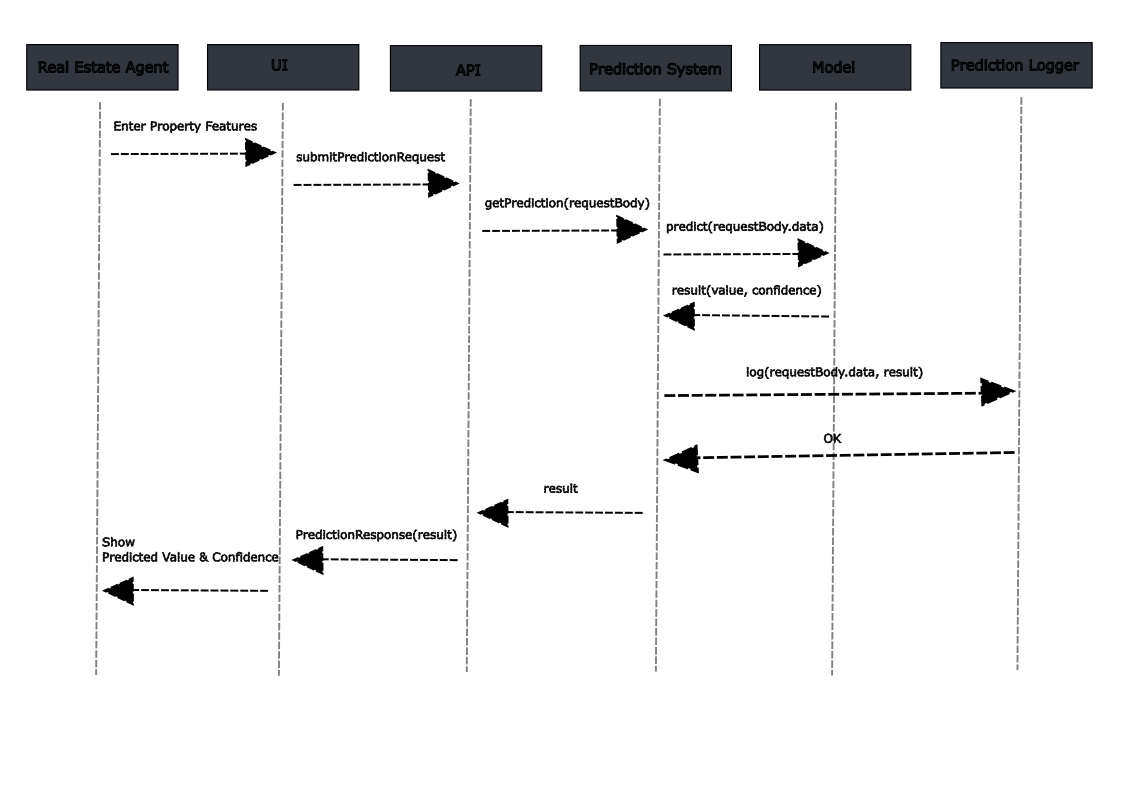 Real Estate Agent
UI
API
Prediction System
Model
Prediction Logger
Enter Property Features
submitPredictionRequest
getPrediction(requestBody)
predict(requestBody.data)
result(value, confidence)
log(requestBody.data, result)
OK
result
PredictionResponse(result)
Show
Predicted Value & Confidence